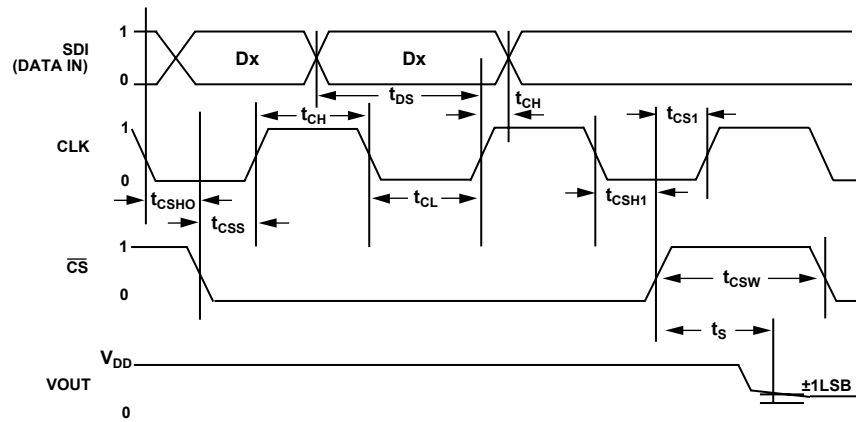 SDI
(DATA IN)
1
0
Dx
Dx
tDS
tCH
tCH
tCS1
CLK
1
0
tCSHO
tCSS
tCL
tCSH1
CS
1
0
tCSW
tS
VDD
VOUT
0
±1LSB